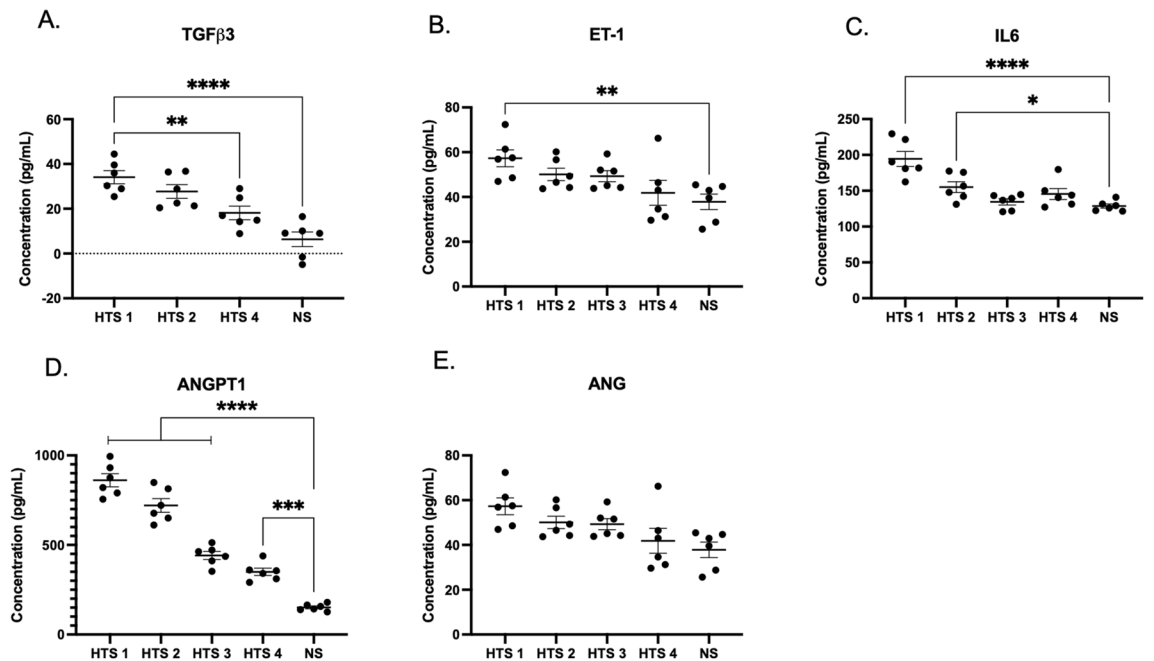 A.
TGFβ3
****
**
Concentration (pg/mL)
60
40
20
0
-20
HTS 1 HTS 2 HTS 4 NS
B.
ET-1
**
Concentration (pg/mL)
80
60
40
20
0
HTS 1 HTS 2 HTS 3 HTS 4 NS
C.
IL6
****
*
Concentration (pg/mL)
250
200
150
100
50
0
HTS 1 HTS 2 HTS 3 HTS 4 NS
D.
ANGPT1
****
***
Concentration (pg/mL)
1000
500
0
HTS 1 HTS 2 HTS 3 HTS 4 NS
E.
ANG
Concentration (pg/mL)
80
60
40
20
0
HTS 1 HTS 2 HTS 3 HTS 4 NS